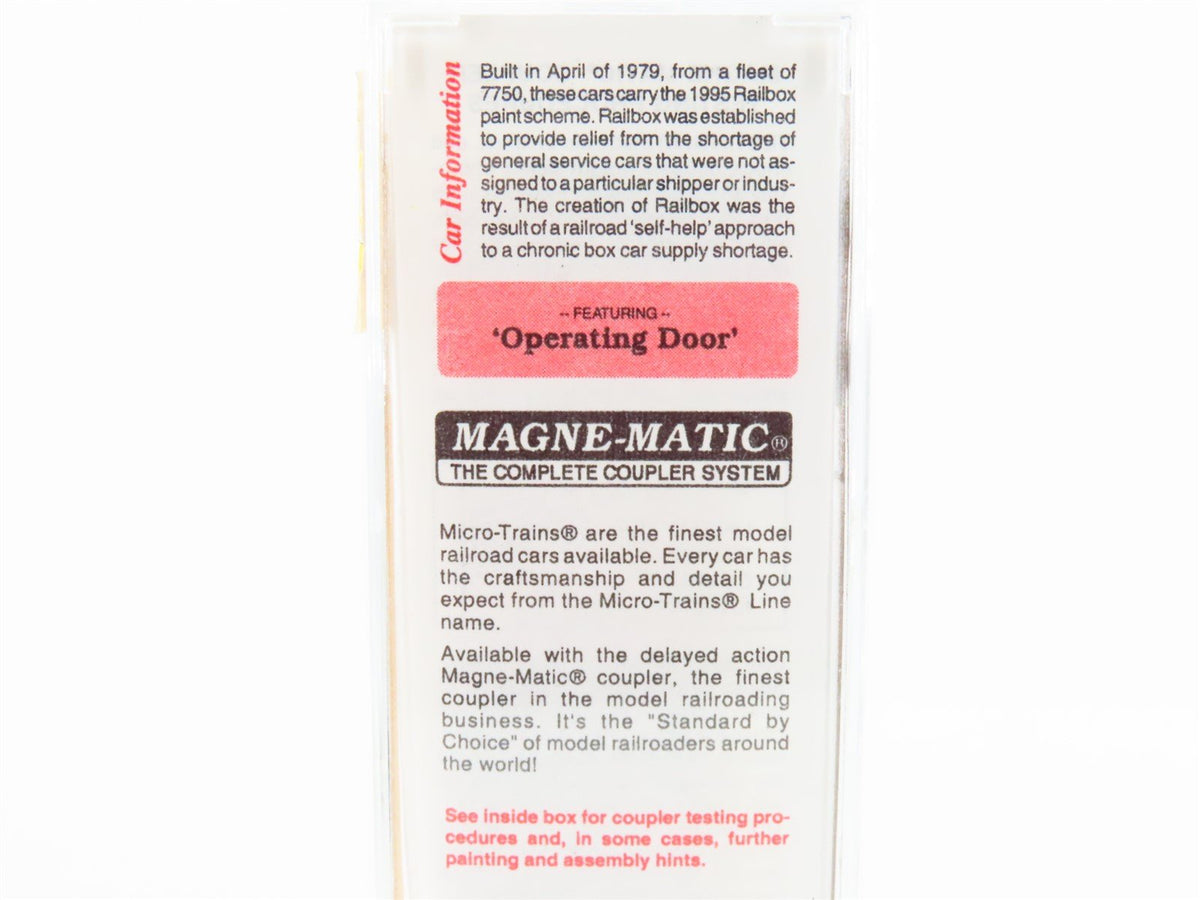 Car Information
Built in April of 1979, from a fleet of
7750, these cars carry the 1995 Railbox
paint scheme. Railbox was established
to provide relief from the shortage of
general service cars that were not as-
signed to a particular shipper or indus-
try. The creation of Railbox was the
result of a railroad 'self-help' approach
to a chronic box car supply shortage.
-- FEATURING --
'Operating Door'
MAGNE-MATIC®
THE COMPLETE COUPLER SYSTEM
Micro-Trains® are the finest model
railroad cars available. Every car has
the craftsmanship and detail you
expect from the Micro-Trains® Line
name.
Available with the delayed action
Magne-Matic® coupler, the finest
coupler in the model railroading
business. It's the "Standard by
Choice" of model railroaders around
the world!
See inside box for coupler testing pro-
cedures and, in some cases, further
painting and assembly hints.